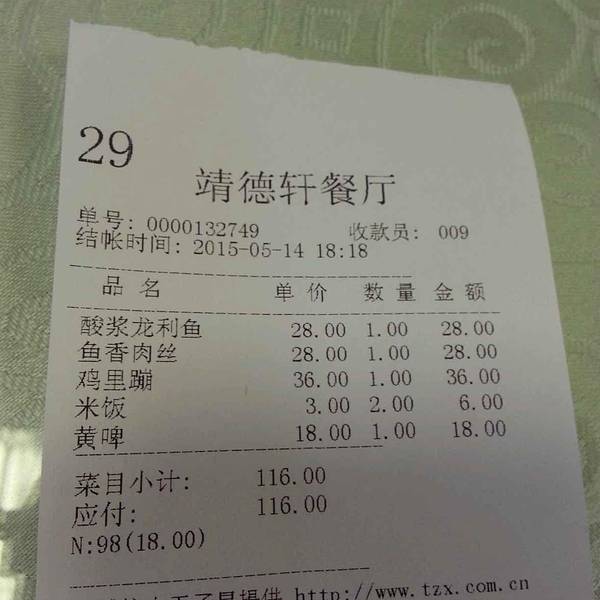 29
靖德轩餐厅
单号: 0000132749 收款员: 009
结帐时间: 2015-05-14 18:18
品 名 单 价 数 量 金 额
酸浆龙利鱼 28.00 1.00 28.00
鱼香肉丝 28.00 1.00 28.00
鸡里蹦 36.00 1.00 36.00
米饭 3.00 2.00 6.00
黄啤 18.00 1.00 18.00
菜目小计: 116.00
应付: 116.00
N:98(18.00)
提供 http://www.tzx.com.cn